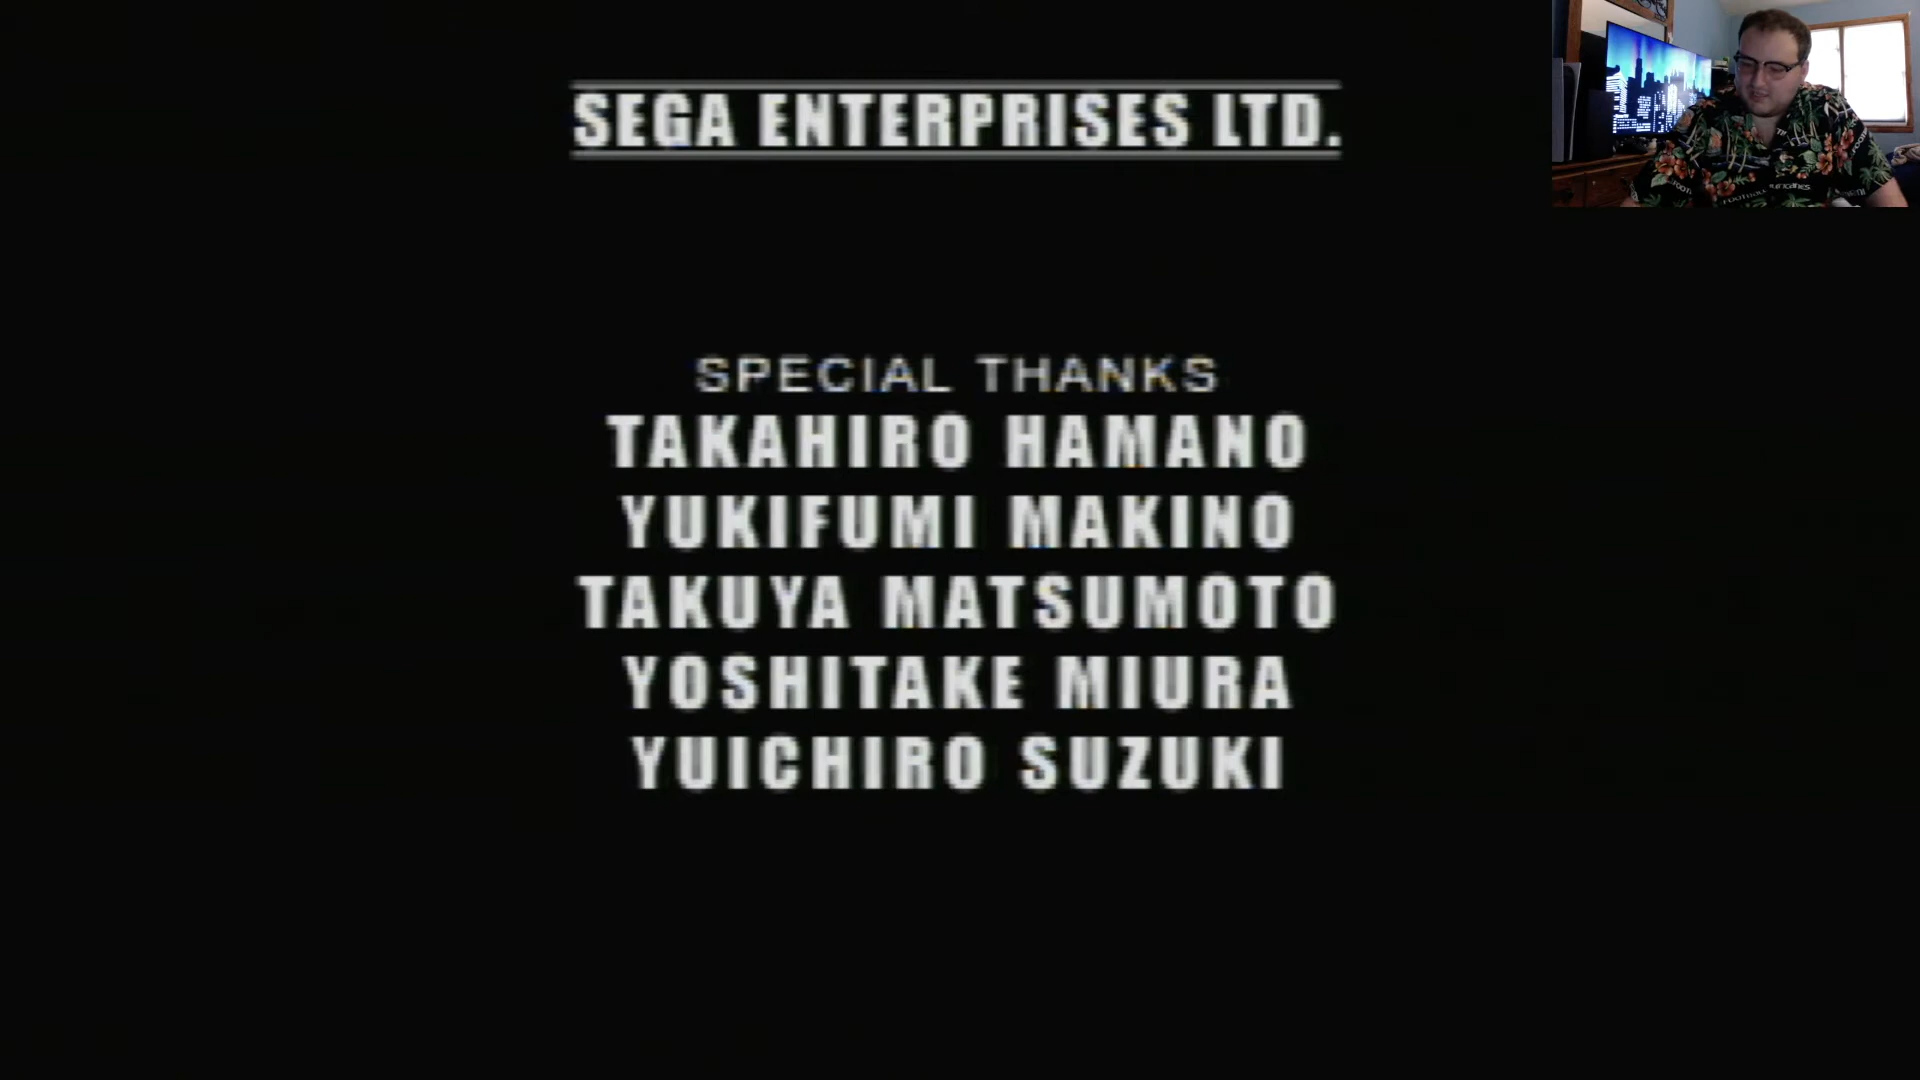 SEGA ENTERPRISES LTD.
SPECIAL THANKS
TAKAHIRO HAMANO
YUKIFUMI MAKINO
TAKUYA MATSUMOTO
YOSHITAKE MIURA
YUICHIRO SUZUKI